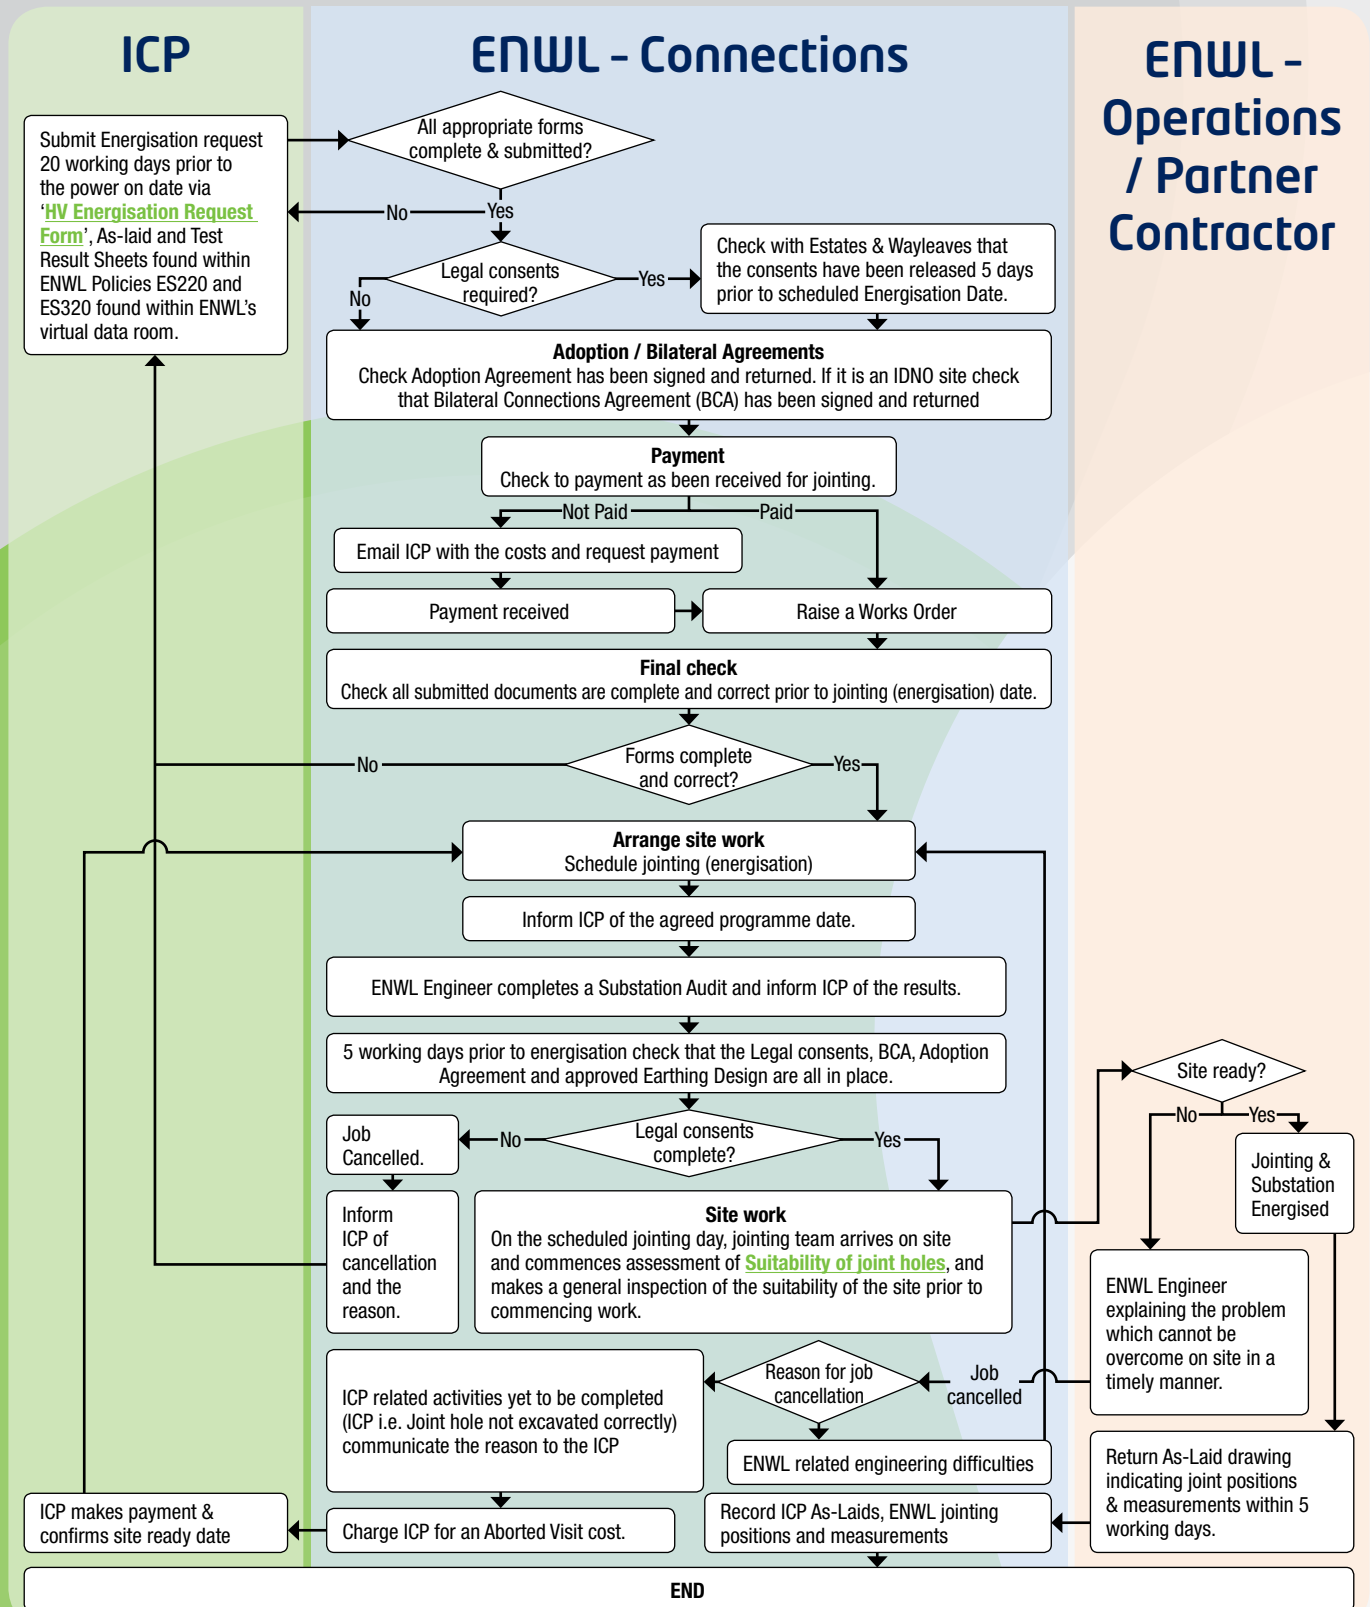 ICP
ENWL – Connections
ENWL –
Operations
/ Partner
Contractor
Submit Energisation request
20 working days prior to
the power on date via
‘HV Energisation Request
Form’, As-laid and Test
Result Sheets found within
ENWL Policies ES220 and
ES320 found within ENWL’s
virtual data room.
All appropriate forms
complete & submitted?
No
Yes
Legal consents
required?
Yes
No
Check with Estates & Wayleaves that
the consents have been released 5 days
prior to scheduled Energisation Date.
Adoption / Bilateral Agreements
Check Adoption Agreement has been signed and returned. If it is an IDNO site check
that Bilateral Connections Agreement (BCA) has been signed and returned
Payment
Check to payment as been received for jointing.
Not Paid
Paid
Email ICP with the costs and request payment
Payment received
Raise a Works Order
Final check
Check all submitted documents are complete and correct prior to jointing (energisation) date.
Forms complete
and correct?
No
Yes
Arrange site work
Schedule jointing (energisation)
Inform ICP of the agreed programme date.
ENWL Engineer completes a Substation Audit and inform ICP of the results.
5 working days prior to energisation check that the Legal consents, BCA, Adoption
Agreement and approved Earthing Design are all in place.
Legal consents
complete?
No
Yes
Job
Cancelled.
Inform
ICP of
cancellation
and the
reason.
Site work
On the scheduled jointing day, jointing team arrives on site
and commences assessment of Suitability of joint holes, and
makes a general inspection of the suitability of the site prior to
commencing work.
Site ready?
No
Yes
Jointing &
Substation
Energised
ENWL Engineer
explaining the problem
which cannot be
overcome on site in a
timely manner.
Job
cancelled
Reason for job
cancellation
ICP related activities yet to be completed
(ICP i.e. Joint hole not excavated correctly)
communicate the reason to the ICP
ENWL related engineering difficulties
Return As-Laid drawing
indicating joint positions
& measurements within 5
working days.
Record ICP As-Laids, ENWL jointing
positions and measurements
Charge ICP for an Aborted Visit cost.
ICP makes payment &
confirms site ready date
END